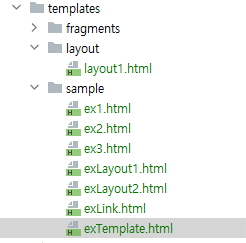 templates
fragments
layout
layout1.html
sample
ex1.html
ex2.html
ex3.html
exLayout1.html
exLayout2.html
exLink.html
exTemplate.html